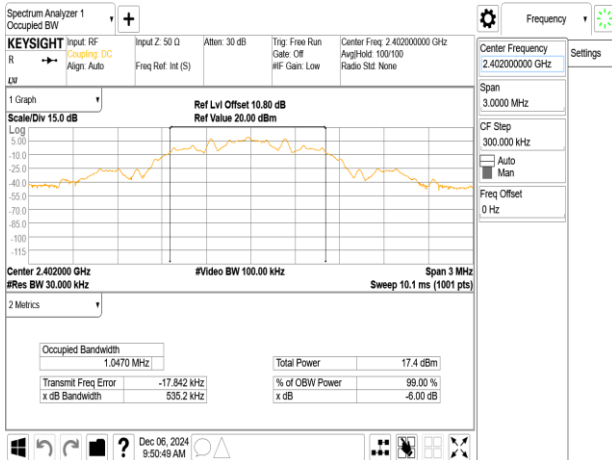 Spectrum Analyzer 1
Occupied BW
Frequency
KEYSIGHT
R
LXI
Input: RF
Coupling: DC
Align: Auto
Input Z: 50 Ω
Freq Ref: Int (S)
Atten: 30 dB
Trig: Free Run
Gate: Off
#IF Gain: Low
Center Freq: 2.402000000 GHz
Avg|Hold: 100/100
Radio Std: None
Center Frequency
2.402000000 GHz
Settings
Span
3.0000 MHz
CF Step
300.000 kHz
Auto
Man
Freq Offset
0 Hz
1 Graph
Scale/Div 15.0 dB
Ref Lvl Offset 10.80 dB
Ref Value 20.00 dBm
Log
5.00
-10.0
-25.0
-40.0
-55.0
-70.0
-85.0
-100
-115
Center 2.402000 GHz
#Res BW 30.000 kHz
#Video BW 100.00 kHz
Span 3 MHz
Sweep 10.1 ms (1001 pts)
2 Metrics
Occupied Bandwidth
1.0470 MHz
Total Power 17.4 dBm
Transmit Freq Error -17.842 kHz
% of OBW Power 99.00 %
x dB Bandwidth 535.2 kHz
x dB -6.00 dB
?
Dec 06, 2024
9:50:49 AM